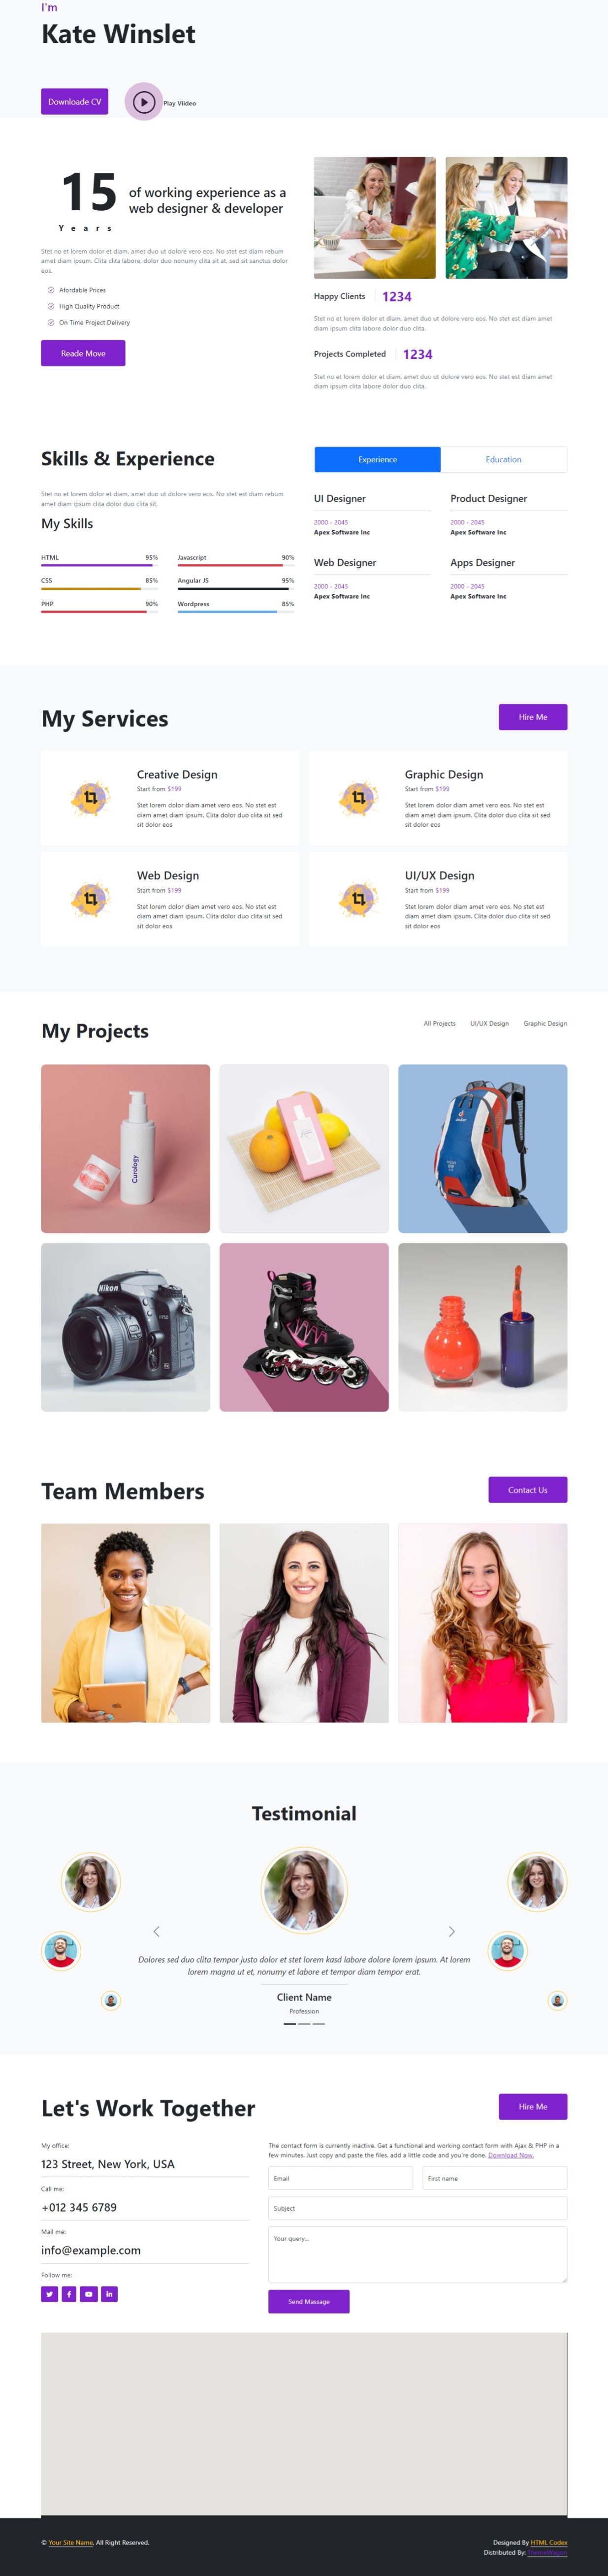 I'm
Kate Winslet
Downloade CV
Play Viideo
15
Years
of working experience as a
web designer & developer
Stet no et lorem dolor et diam, amet duo ut dolore vero eos. No stet est diam rebum
amet diam ipsum. Clita clita labore, dolor duo nonumy clita sit at, sed sit sanctus dolor
eos.
Afordable Prices
High Quality Product
On Time Project Delivery
Reade Move
Happy Clients 1234
Stet no et lorem dolor et diam, amet duo ut dolore vero eos. No stet est diam amet
diam ipsum clita labore dolor duo clita.
Projects Completed 1234
Stet no et lorem dolor et diam, amet duo ut dolore vero eos. No stet est diam amet
diam ipsum clita labore dolor duo clita.
Skills & Experience
Stet no et lorem dolor et diam, amet duo ut dolore vero eos. No stet est diam rebum
amet diam ipsum clita dolor duo clita sit.
My Skills
HTML 95%
CSS 85%
PHP 90%
Javascript 90%
Angular JS 95%
Wordpress 85%
Experience
Education
UI Designer
2000 - 2045
Apex Software Inc
Product Designer
2000 - 2045
Apex Software Inc
Web Designer
2000 - 2045
Apex Software Inc
Apps Designer
2000 - 2045
Apex Software Inc
My Services
Hire Me
Creative Design
Start from $199
Stet lorem dolor diam amet vero eos. No stet est
diam amet diam ipsum. Clita dolor duo clita sit sed
sit dolor eos
Graphic Design
Start from $199
Stet lorem dolor diam amet vero eos. No stet est
diam amet diam ipsum. Clita dolor duo clita sit sed
sit dolor eos
Web Design
Start from $199
Stet lorem dolor diam amet vero eos. No stet est
diam amet diam ipsum. Clita dolor duo clita sit sed
sit dolor eos
UI/UX Design
Start from $199
Stet lorem dolor diam amet vero eos. No stet est
diam amet diam ipsum. Clita dolor duo clita sit sed
sit dolor eos
My Projects
All Projects
UI/UX Design
Graphic Design
Curology
Nikon
Team Members
Contact Us
Testimonial
Dolores sed duo clita tempor justo dolor et stet lorem kasd labore dolore lorem ipsum. At lorem
lorem magna ut et, nonumy et labore et tempor diam tempor erat.
Client Name
Profession
Let's Work Together
Hire Me
My office:
123 Street, New York, USA
Call me:
+012 345 6789
Mail me:
info@example.com
Follow me:
The contact form is currently inactive. Get a functional and working contact form with Ajax & PHP in a
few minutes. Just copy and paste the files, add a little code and you're done. Download Now.
Email
First name
Subject
Your query...
Send Massage
© Your Site Name, All Right Reserved.
Designed By HTML Codex
Distributed By: ThemeWagon